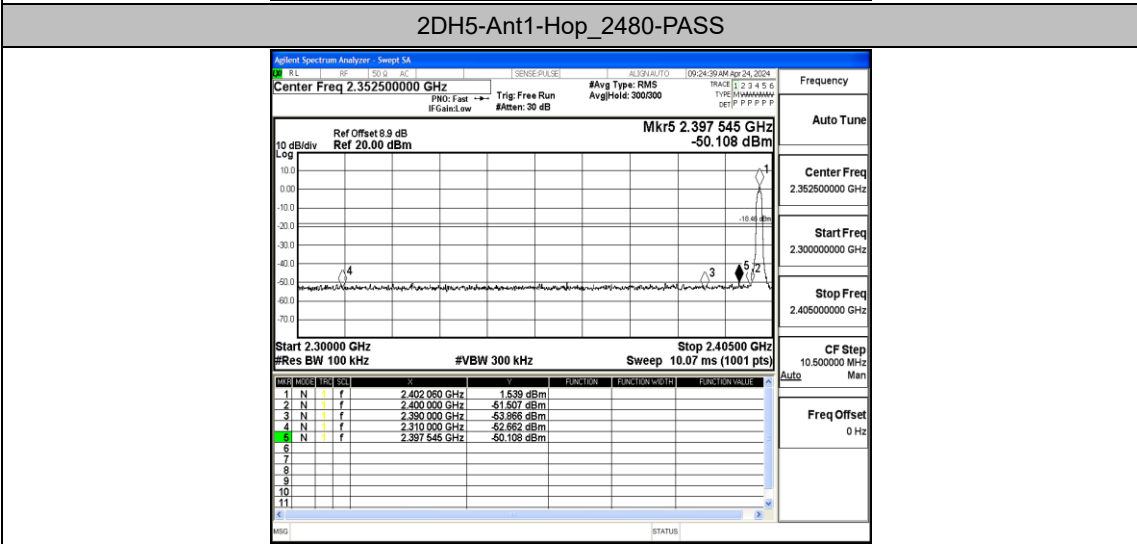 2DH5-Ant1-Hop_2480-PASS
Agilent Spectrum Analyzer - Swept SA
RL RF 50 Ω AC SENSE:PULSE ALIGN AUTO 09:24:39 AM Apr 24, 2024
Center Freq 2.352500000 GHz
PNO: Fast
IFGain:Low
Trig: Free Run
#Atten: 30 dB
#Avg Type: RMS
Avg|Hold: 300/300
TRACE 1 2 3 4 5 6
TYPE MWWWWW
DET P P P P P P
Frequency
Auto Tune
Center Freq
2.352500000 GHz
Start Freq
2.300000000 GHz
Stop Freq
2.405000000 GHz
CF Step
10.500000 MHz
Auto Man
Freq Offset
0 Hz
Mkr5 2.397 545 GHz
-50.108 dBm
Ref Offset 8.9 dB
10 dB/div Ref 20.00 dBm
Log
10.0
0.00
-10.0
-20.0
-30.0
-40.0
-50.0
-60.0
-70.0
1
4
3
5
2
Start 2.30000 GHz Stop 2.40500 GHz
#Res BW 100 kHz #VBW 300 kHz Sweep 10.07 ms (1001 pts)
MKR MODE TRC SCL X Y FUNCTION FUNCTION WIDTH FUNCTION VALUE
1 N 1 f 2.402 060 GHz 1.539 dBm
2 N 1 f 2.400 000 GHz -51.507 dBm
3 N 1 f 2.390 000 GHz -53.866 dBm
4 N 1 f 2.310 000 GHz -52.662 dBm
5 N 1 f 2.397 545 GHz -50.108 dBm
6
7
8
9
10
11
MSG STATUS